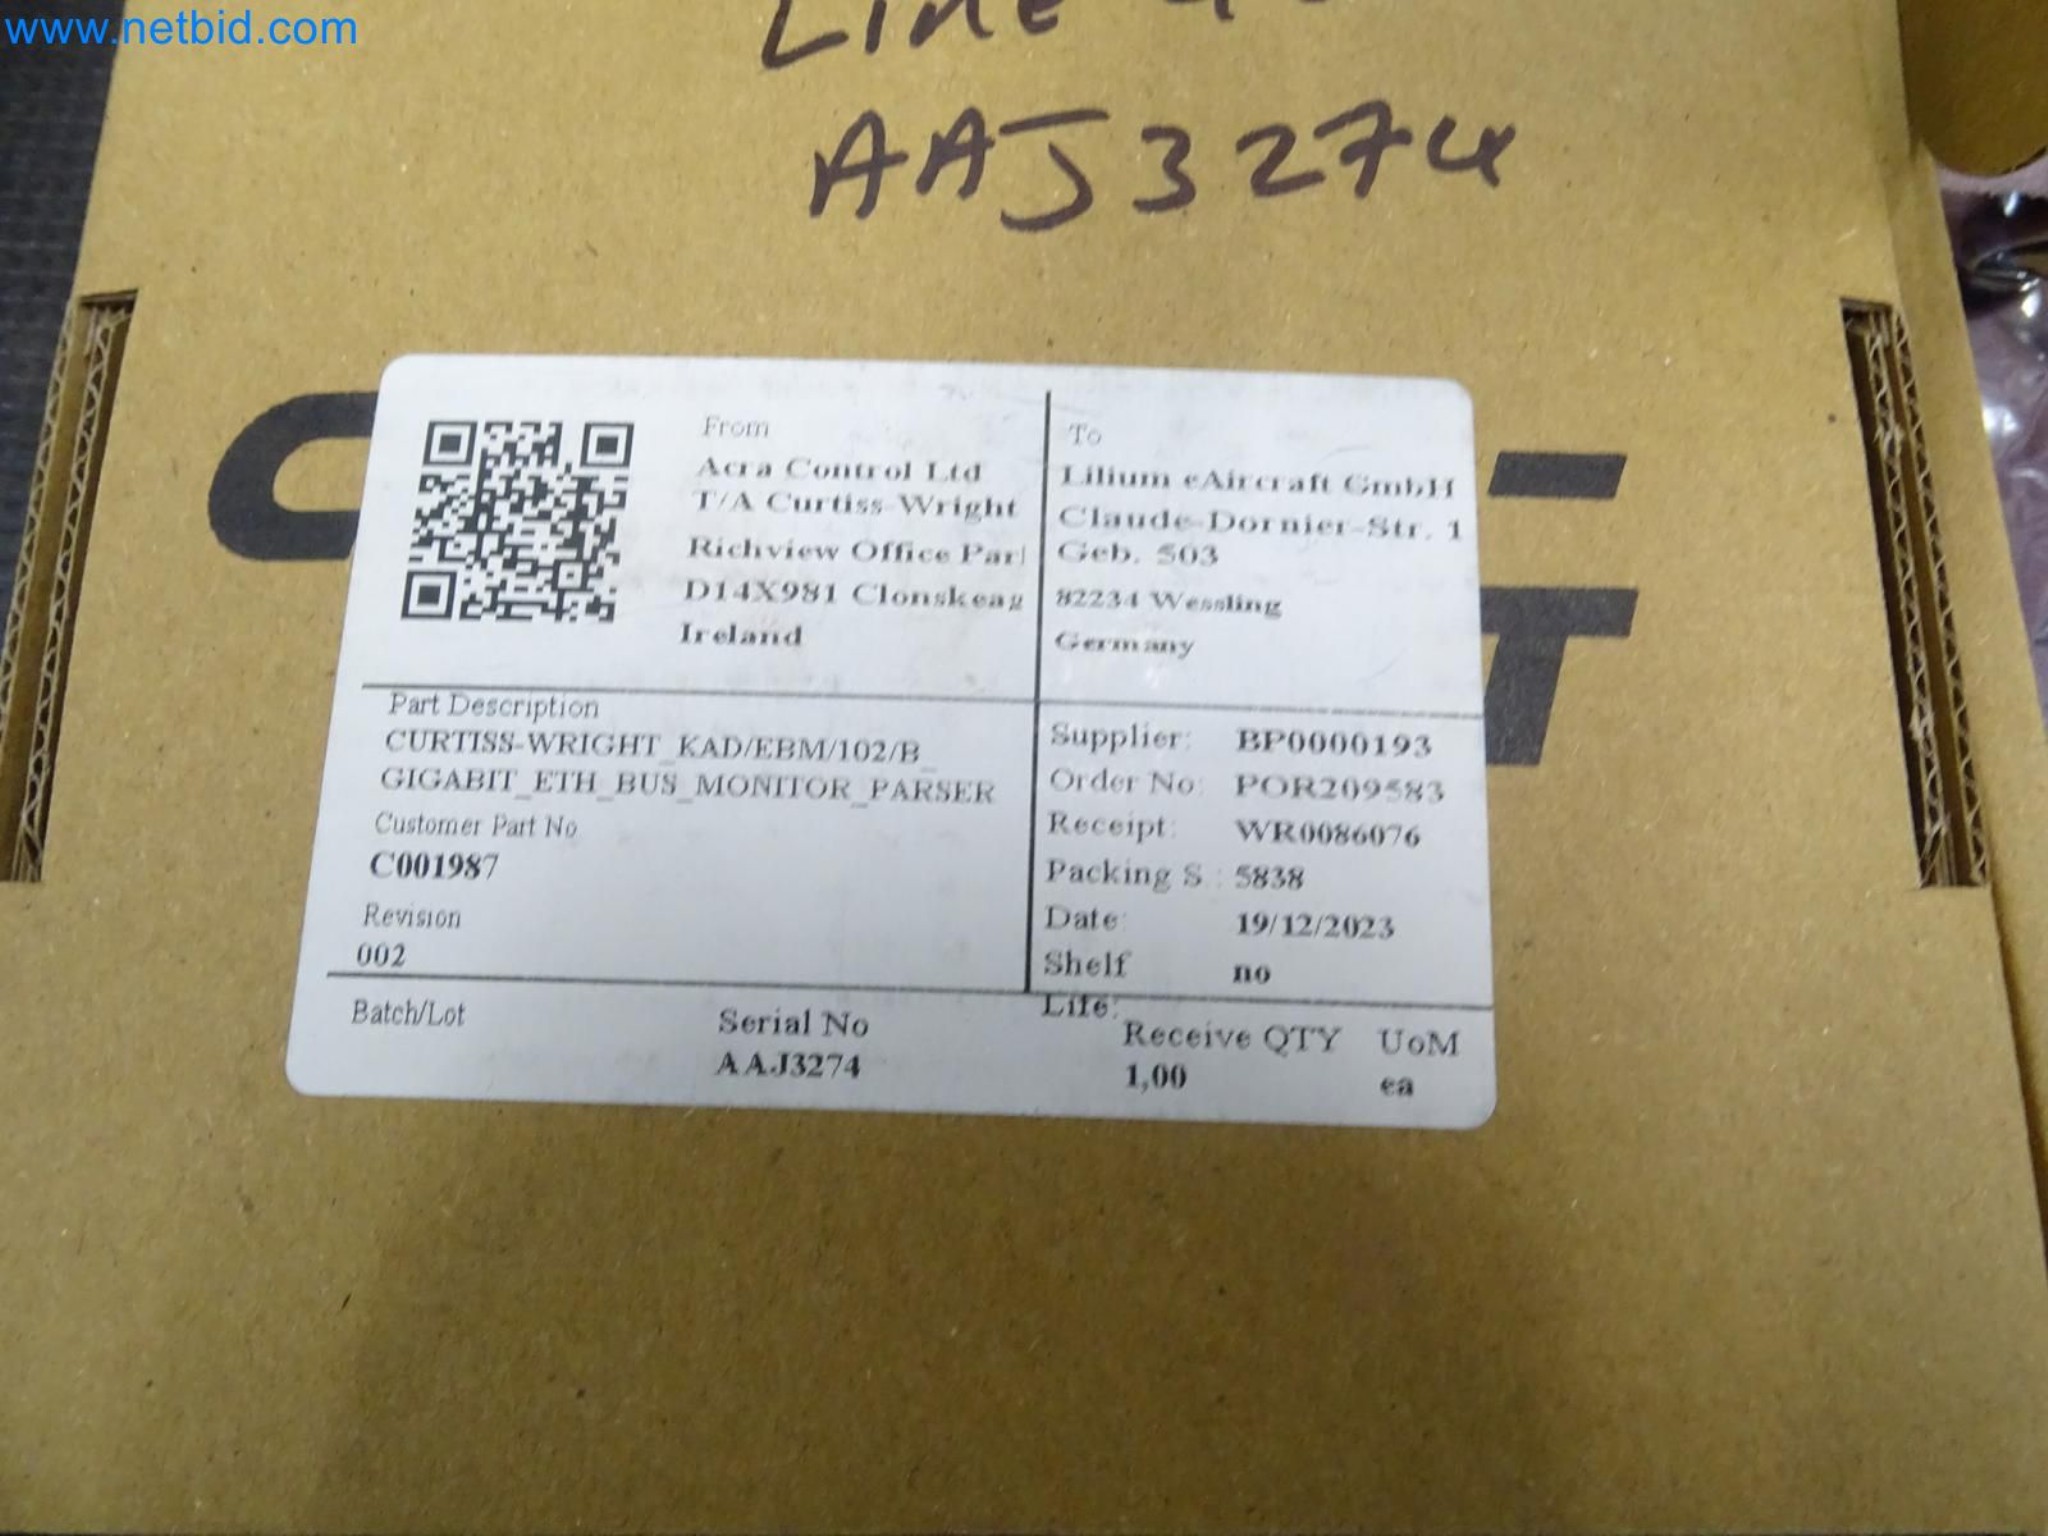 www.netbid.com
Line
AAJ3274
From
Acra Control Ltd
T/A Curtiss-Wright
Richview Office Par
D14X981 Clonskeag
Ireland
To
Lilium eAircraft GmbH
Claude-Dornier-Str. 1
Geb. 503
82234 Wessling
Germany
Part Description
CURTISS-WRIGHT_KAD/EBM/102/B_
GIGABIT_ETH_BUS_MONITOR_PARSER
Customer Part No
C001987
Revision
002
Supplier: BP0000193
Order No: POR209583
Receipt: WR0086076
Packing S : 5838
Date: 19/12/2023
Shelf no
Life:
Batch/Lot
Serial No
AAJ3274
Receive QTY UoM
1,00 ea